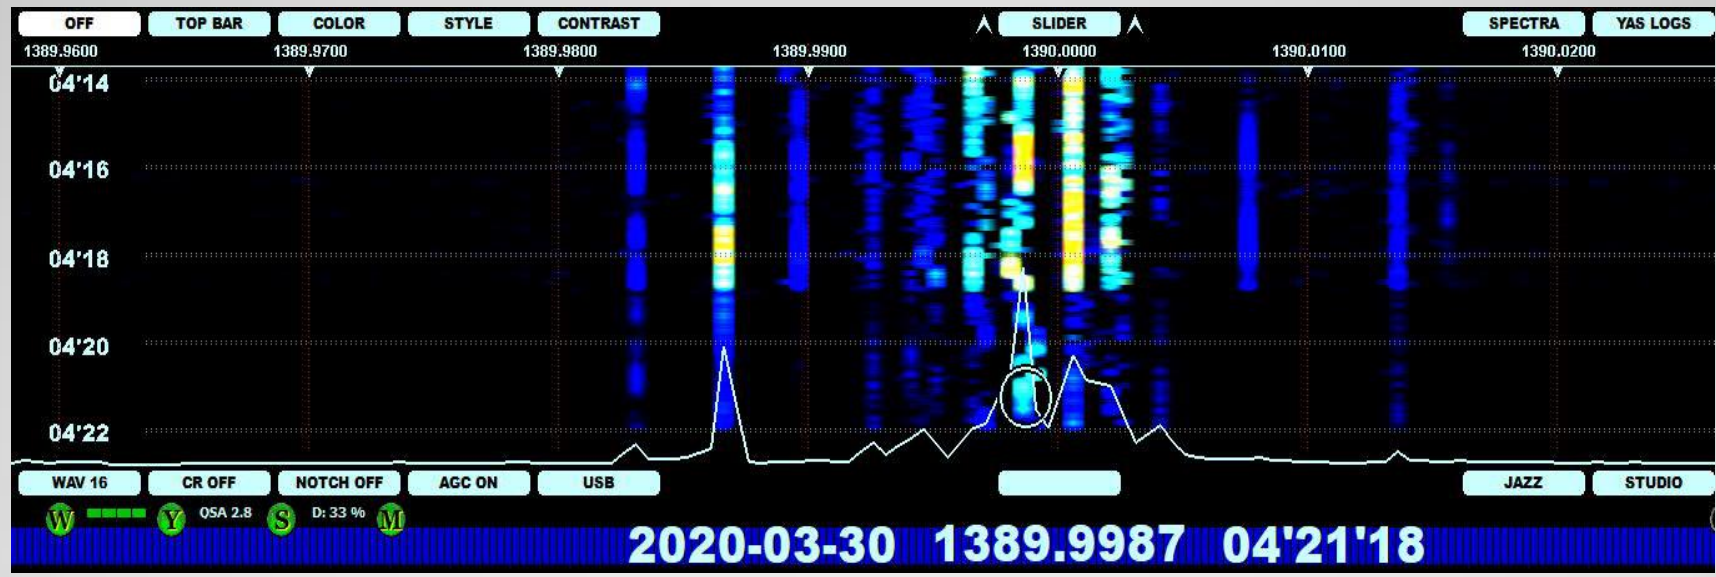 OFF TOP BAR COLOR STYLE CONTRAST SLIDER SPECTRA YAS LOGS
1389.9600 1389.9700 1389.9800 1389.9900 1390.0000 1390.0100 1390.0200
04'14
04'16
04'18
04'20
04'22
WAV 16 CR OFF NOTCH OFF AGC ON USB JAZZ STUDIO
W Y QSA 2.8 S D: 33 % M
2020-03-30 1389.9987 04'21'18